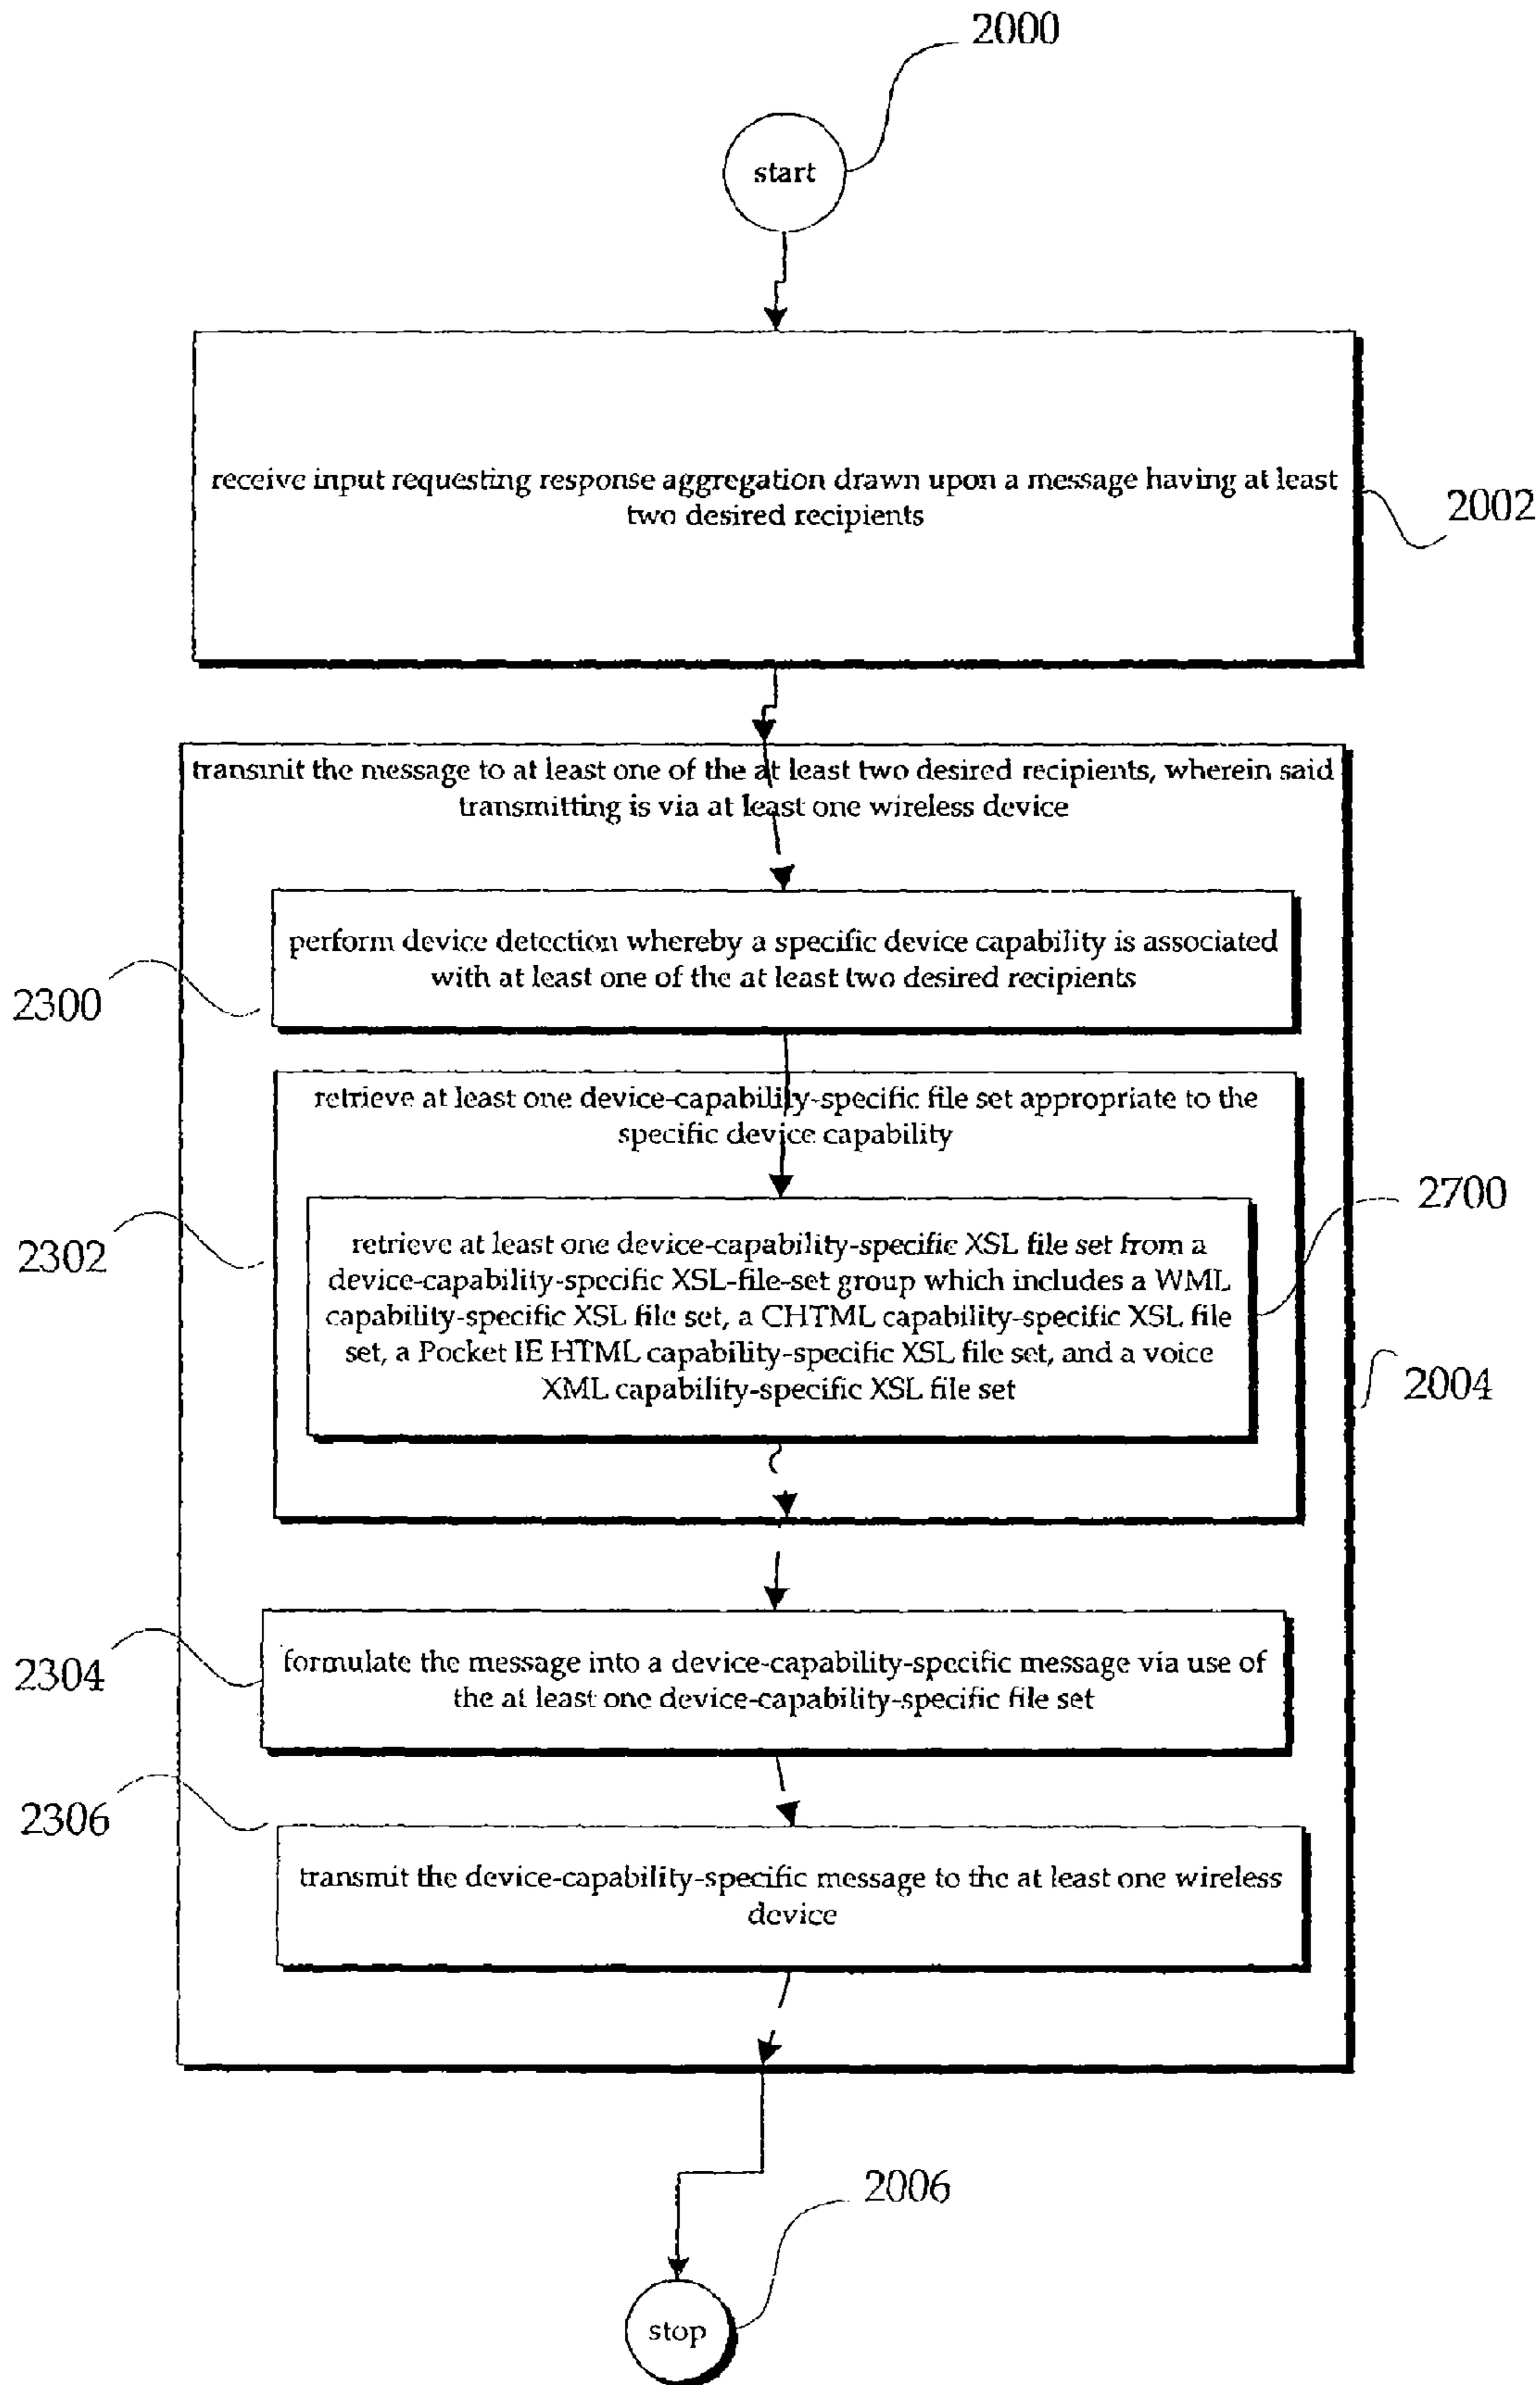 2000
start
receive input requesting response aggregation drawn upon a message having at least
two desired recipients
2002
transmit the message to at least one of the at least two desired recipients, wherein said
transmitting is via at least one wireless device
perform device detection whereby a specific device capability is associated
with at least one of the at least two desired recipients
2300
retrieve at least one device-capability-specific file set appropriate to the
specific device capability
2700
2302
retrieve at least one device-capability-specific XSL file set from a
device-capability-specific XSL-file-set group which includes a WML
capability-specific XSL file set, a CHTML capability-specific XSL file
set, a Pocket IE HTML capability-specific XSL file set, and a voice
XML capability-specific XSL file set
2004
2304
formulate the message into a device-capability-specific message via use of
the at least one device-capability-specific file set
2306
transmit the device-capability-specific message to the at least one wireless
device
2006
stop